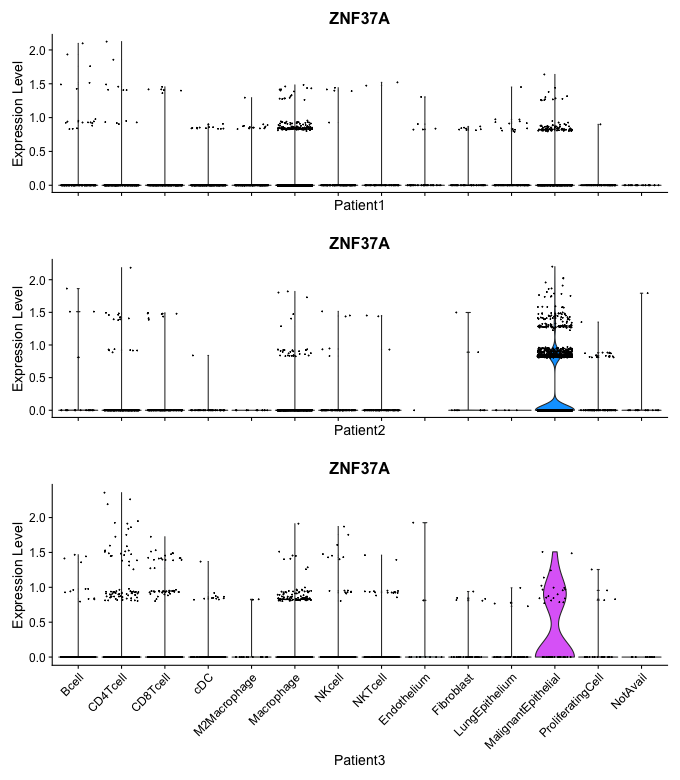 ZNF37A
Expression Level
2.0
1.5
1.0
0.5
0.0
Patient1
ZNF37A
Expression Level
2.0
1.5
1.0
0.5
0.0
Patient2
ZNF37A
Expression Level
2.0
1.5
1.0
0.5
0.0
Bcell
CD4Tcell
CD8Tcell
cDC
M2Macrophage
Macrophage
NKcell
NKTcell
Endothelium
Fibroblast
LungEpithelium
MalignantEpithelial
ProliferatingCell
NotAvail
Patient3